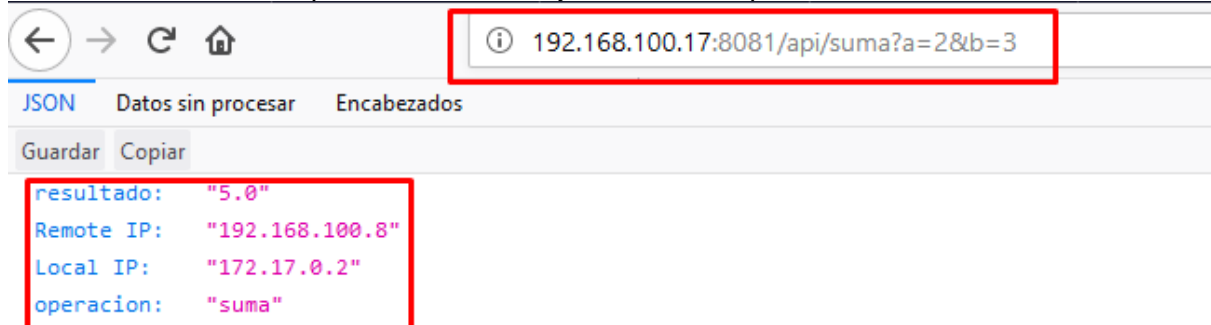 192.168.100.17:8081/api/suma?a=2&b=3
JSON Datos sin procesar Encabezados
Guardar Copiar
resultado: "5.0"
Remote IP: "192.168.100.8"
Local IP: "172.17.0.2"
operacion: "suma"